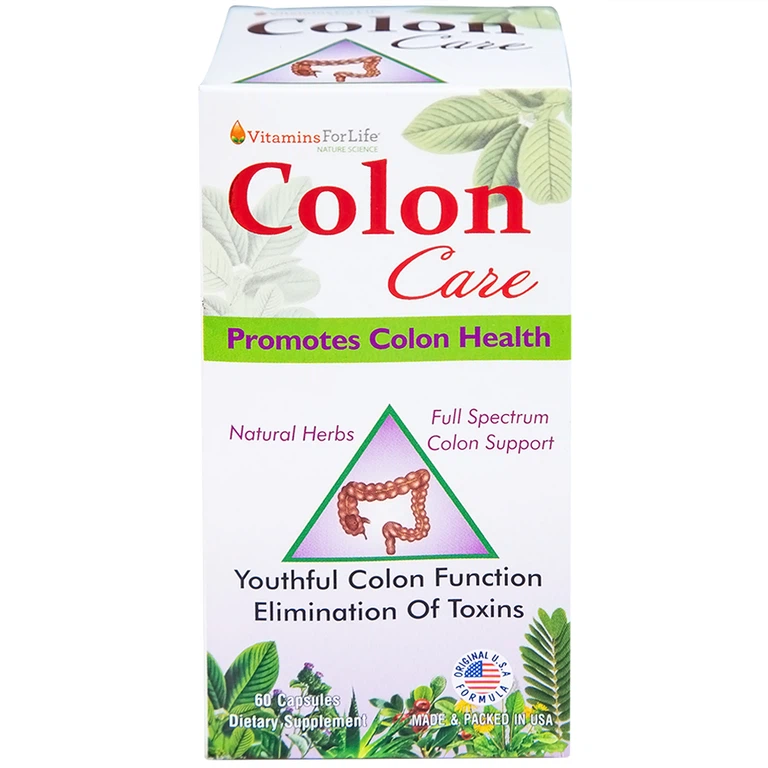 Colon
Care
VitaminsForLife
NATURE SCIENCE
Colon
Care
Promotes Colon Health
Natural Herbs
Full Spectrum
Colon Support
Youthful Colon Function
Elimination Of Toxins
ORIGINAL U.S.A
FORMULA
60 Capsules
Dietary Supplement
MADE & PACKED IN USA